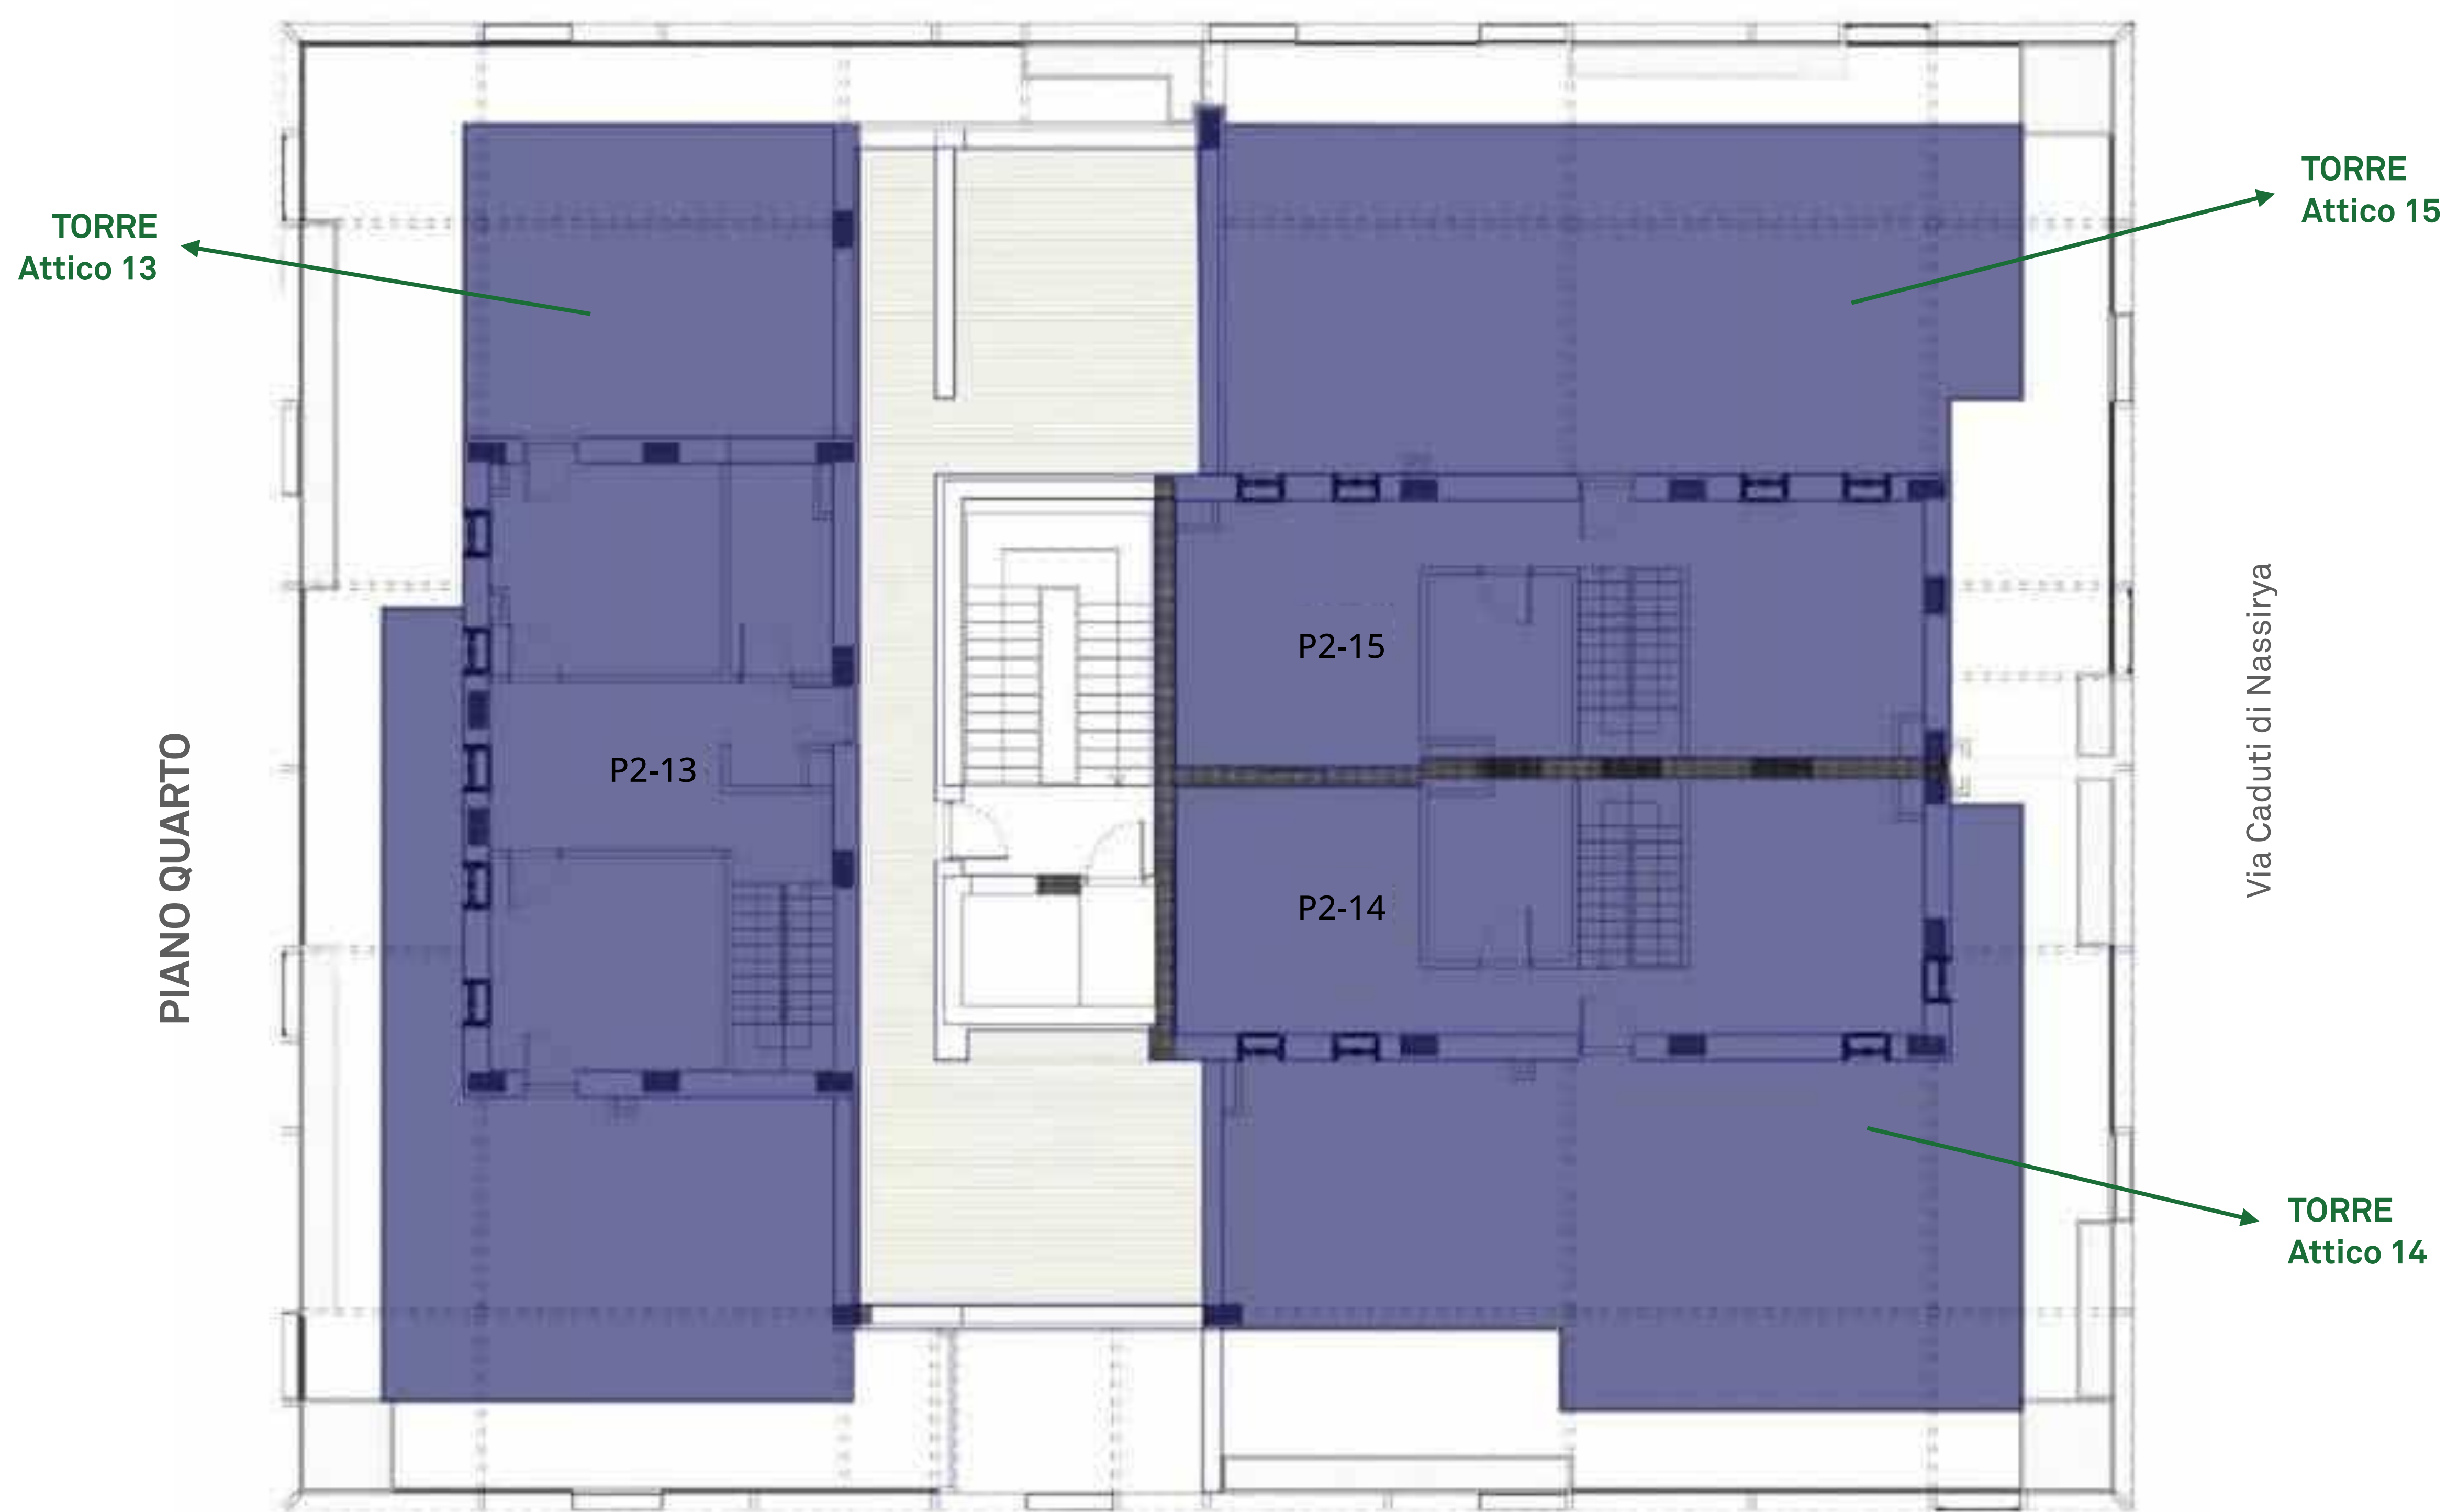 TORRE
Attico 15
TORRE
Attico 13
P2-15
Via Caduti di Nassirya
P2-13
PIANO QUARTO
P2-14
TORRE
Attico 14